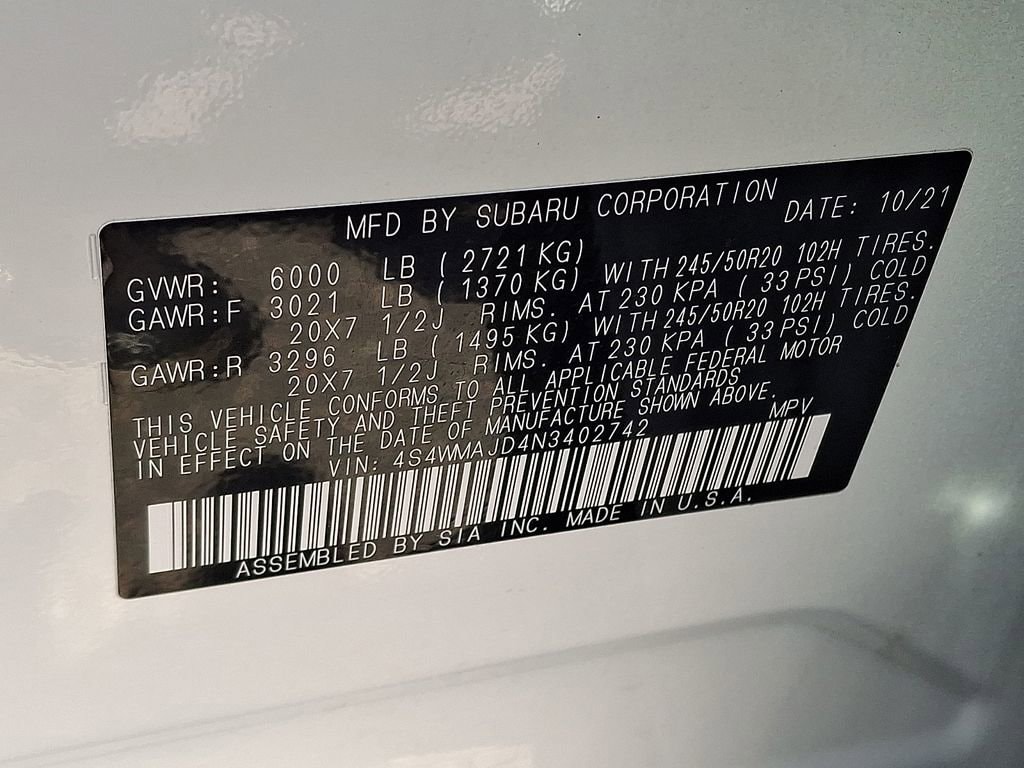 MFD BY SUBARU CORPORATION DATE: 10/21
GVWR: 6000 LB ( 2721 KG)
GAWR:F 3021 LB ( 1370 KG) WITH 245/50R20 102H TIRES.
20X7 1/2J RIMS. AT 230 KPA ( 33 PSI) COLD
GAWR:R 3296 LB ( 1495 KG) WITH 245/50R20 102H TIRES.
20X7 1/2J RIMS. AT 230 KPA ( 33 PSI) COLD
THIS VEHICLE CONFORMS TO ALL APPLICABLE FEDERAL MOTOR
VEHICLE SAFETY AND THEFT PREVENTION STANDARDS
IN EFFECT ON THE DATE OF MANUFACTURE SHOWN ABOVE.
VIN: 4S4WMAJD4N3402742 MPV
ASSEMBLED BY SIA INC. MADE IN U.S.A.